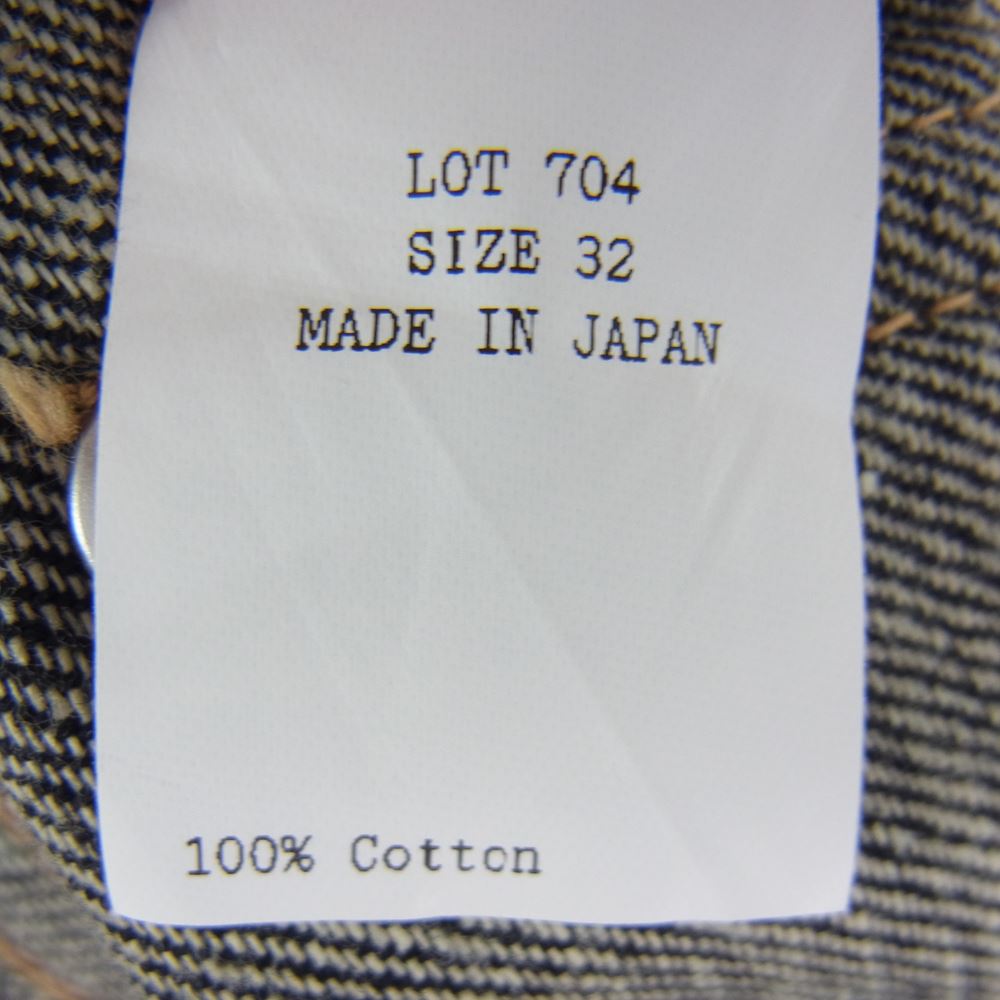 LOT 704
SIZE 32
MADE IN JAPAN
100% Cotton